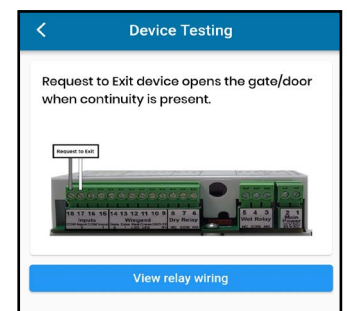 Device Testing
Request to Exit device opens the gate/door
when continuity is present.
Request to Exit
18 17 16 15 14 13 12 11 10 9 8 7 6 5 4 3 2 1
Inputs Wiegand Dry Relay Wet Relay Main
Power
View relay wiring